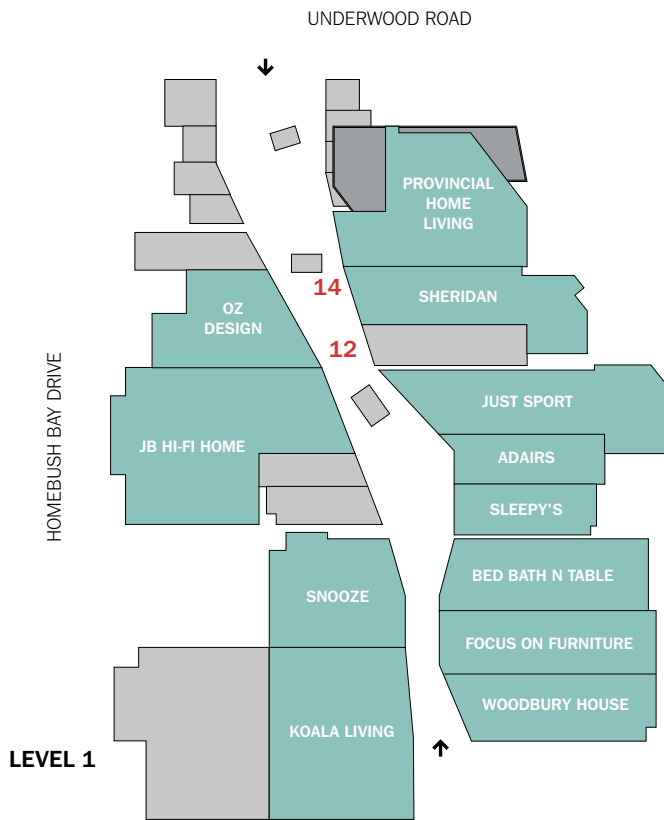 UNDERWOOD ROAD
PROVINCIAL
HOME
LIVING
14
SHERIDAN
OZ
DESIGN
12
HOMEBUSH BAY DRIVE
JUST SPORT
JB HI-FI HOME
ADAIRS
SLEEPY'S
BED BATH N TABLE
SNOOZE
FOCUS ON FURNITURE
WOODBURY HOUSE
KOALA LIVING
LEVEL 1